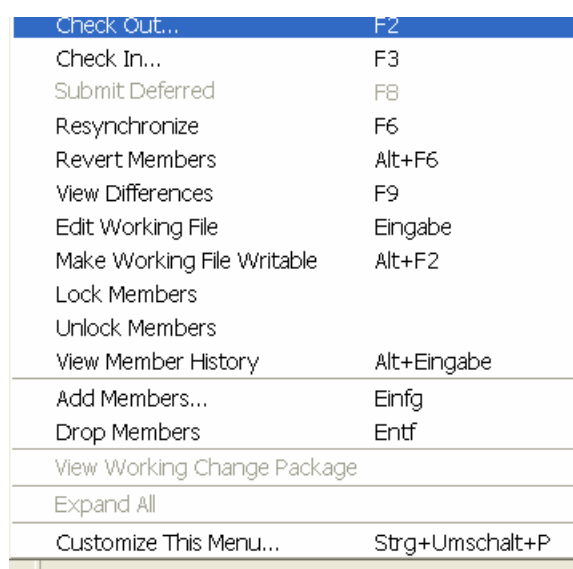 Check Out... F2
Check In... F3
Submit Deferred F8
Resynchronize F6
Revert Members Alt+F6
View Differences F9
Edit Working File Eingabe
Make Working File Writable Alt+F2
Lock Members
Unlock Members
View Member History Alt+Eingabe
Add Members... Einfg
Drop Members Entf
View Working Change Package
Expand All
Customize This Menu... Strg+Umschalt+P